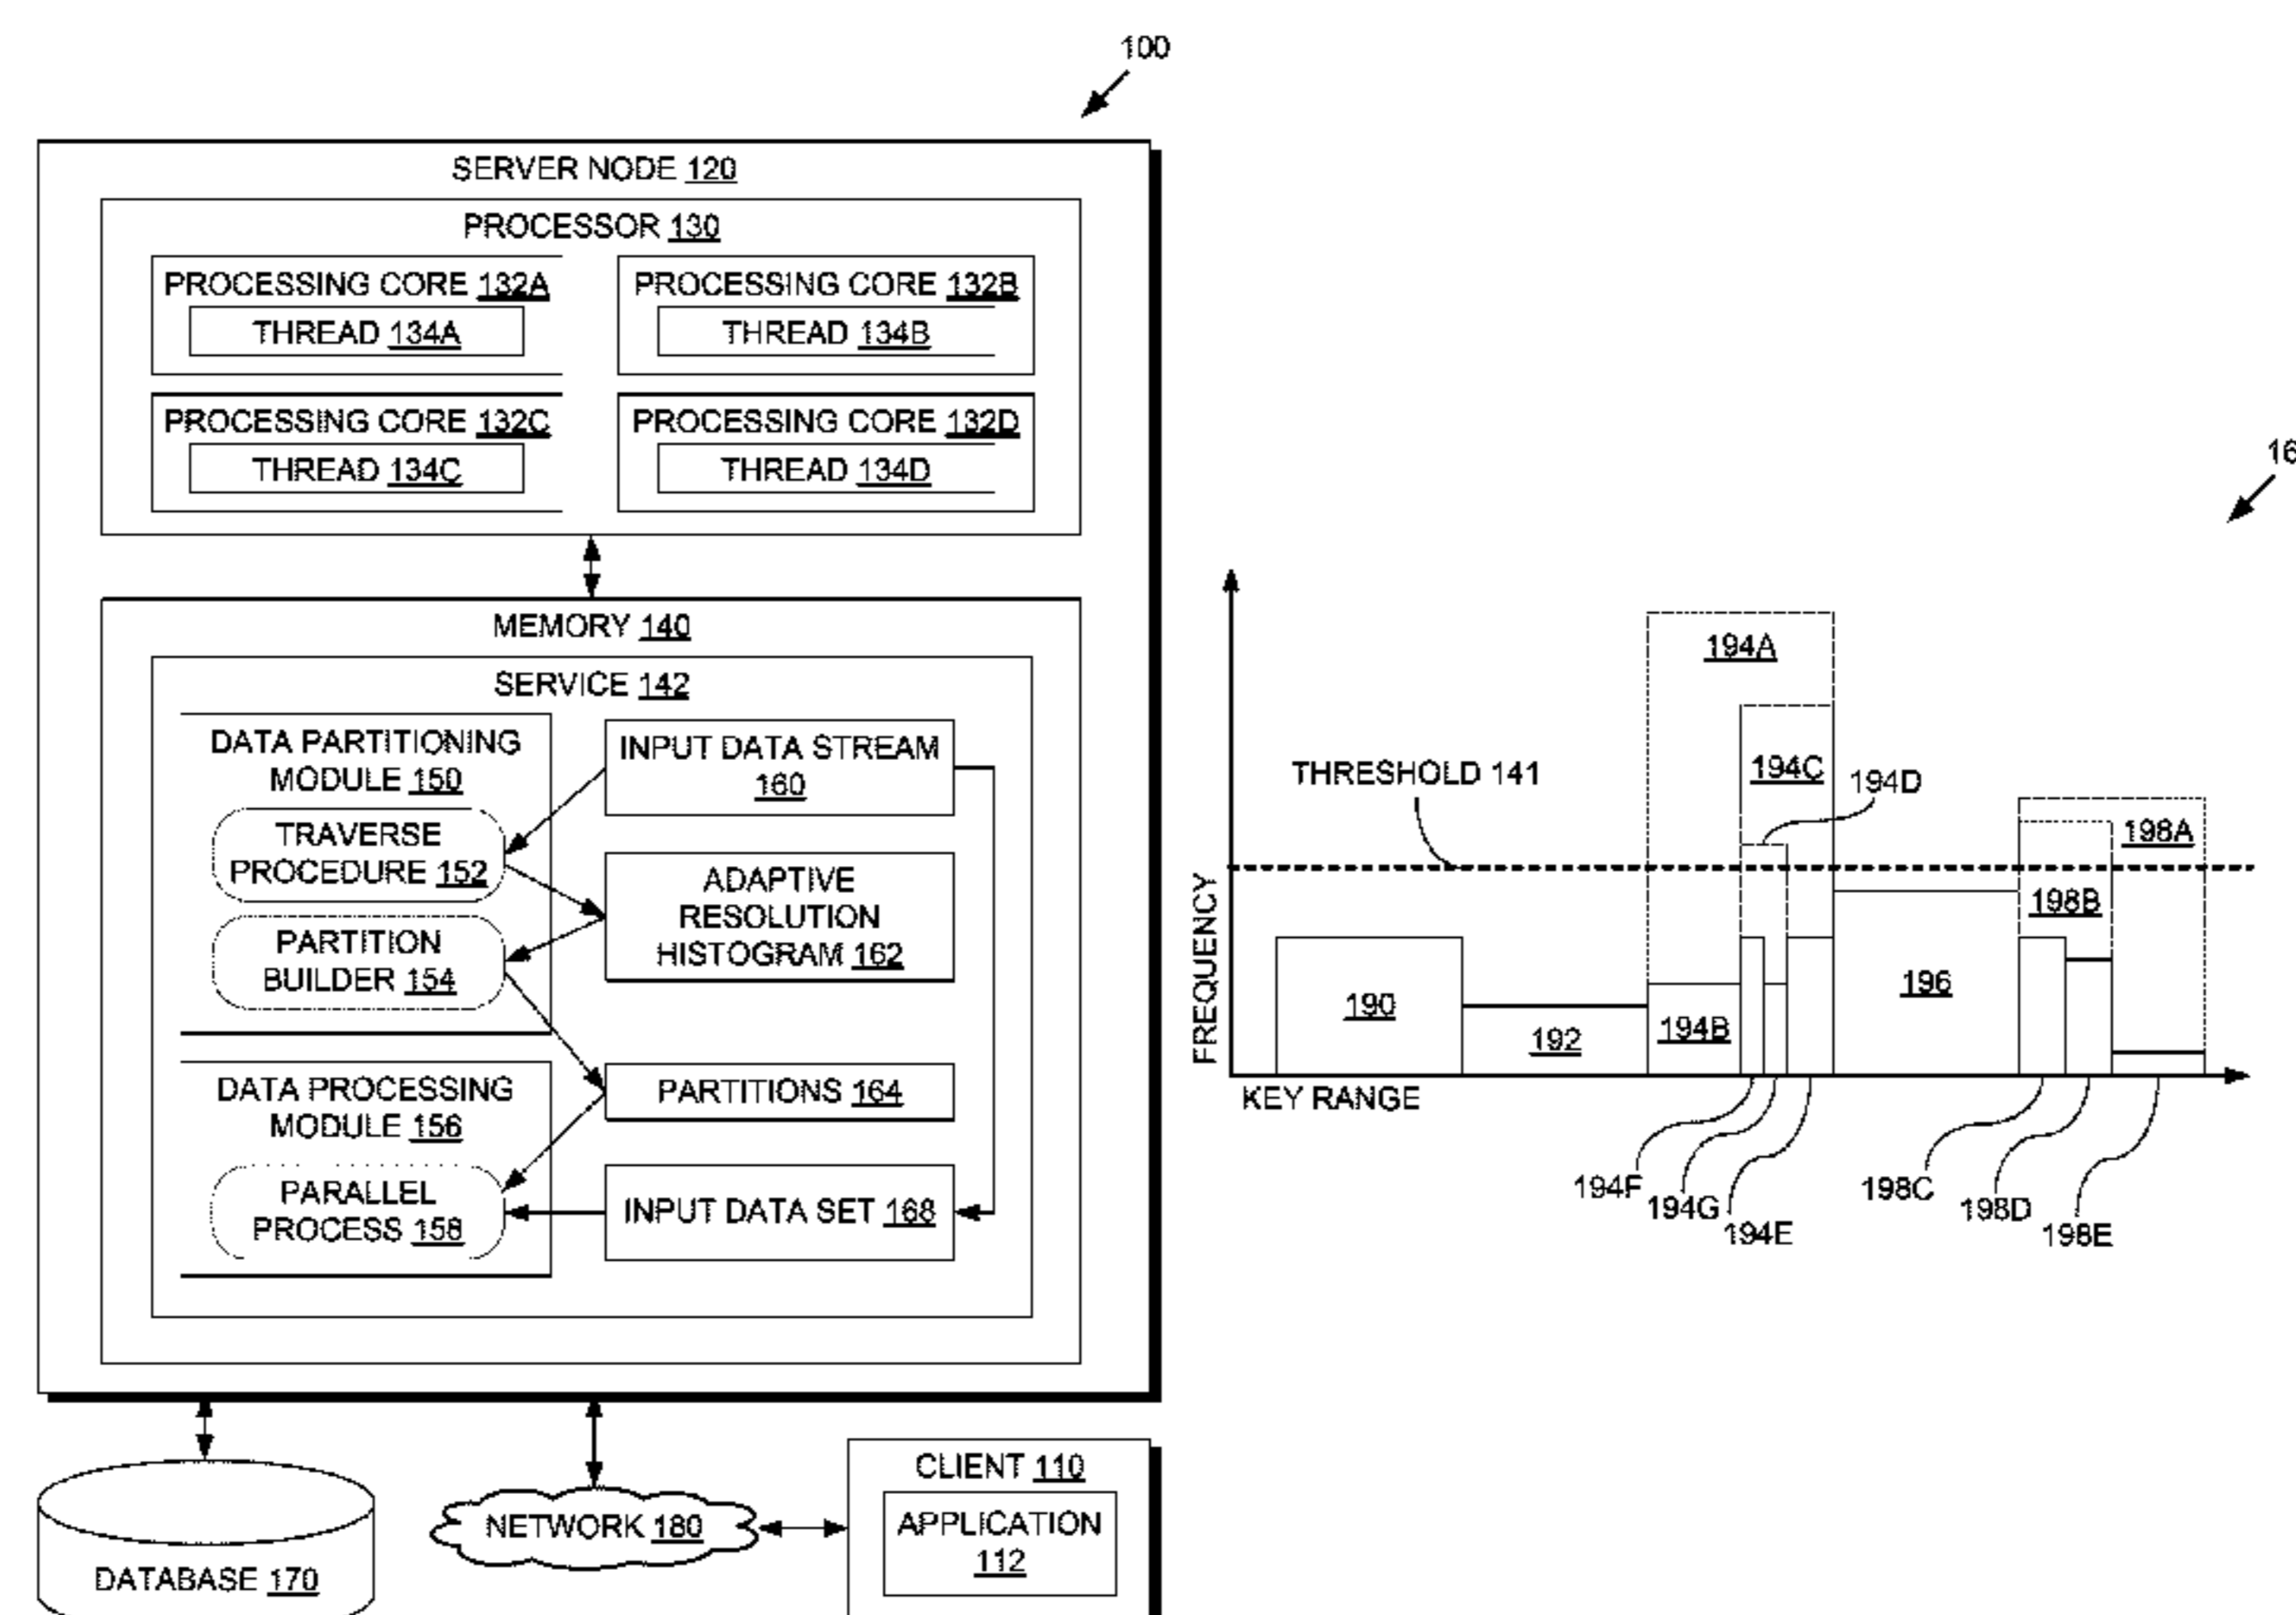 100
SERVER NODE 120
PROCESSOR 130
PROCESSING CORE 132A
THREAD 134A
PROCESSING CORE 132B
THREAD 134B
PROCESSING CORE 132C
THREAD 134C
PROCESSING CORE 132D
THREAD 134D
MEMORY 140
SERVICE 142
DATA PARTITIONING
MODULE 150
TRAVERSE
PROCEDURE 152
PARTITION
BUILDER 154
DATA PROCESSING
MODULE 156
PARALLEL
PROCESS 158
INPUT DATA STREAM
160
ADAPTIVE
RESOLUTION
HISTOGRAM 162
PARTITIONS 164
INPUT DATA SET 168
DATABASE 170
NETWORK 180
CLIENT 110
APPLICATION
112
16
THRESHOLD 141
FREQUENCY
KEY RANGE
190
192
194A
194B
194C
194D
196
198A
198B
194F
194G
194E
198C
198D
198E